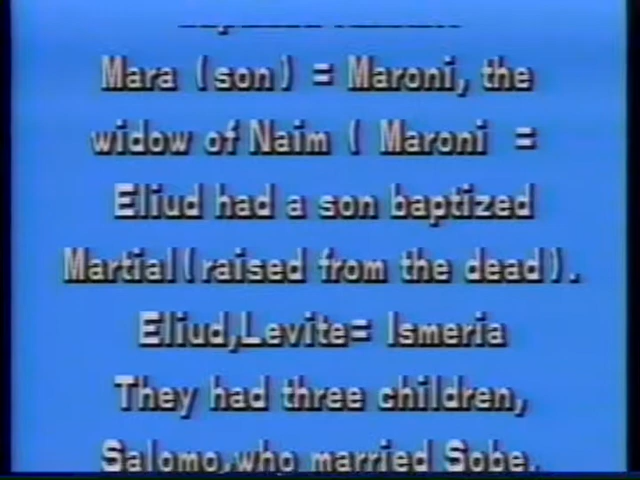 Mara (son) = Maroni, the
widow of Naim ( Maroni =
Eliud had a son baptized
Martial(raised from the dead).
Eliud,Levite= Ismeria
They had three children,
Salomo,who married Sobe.